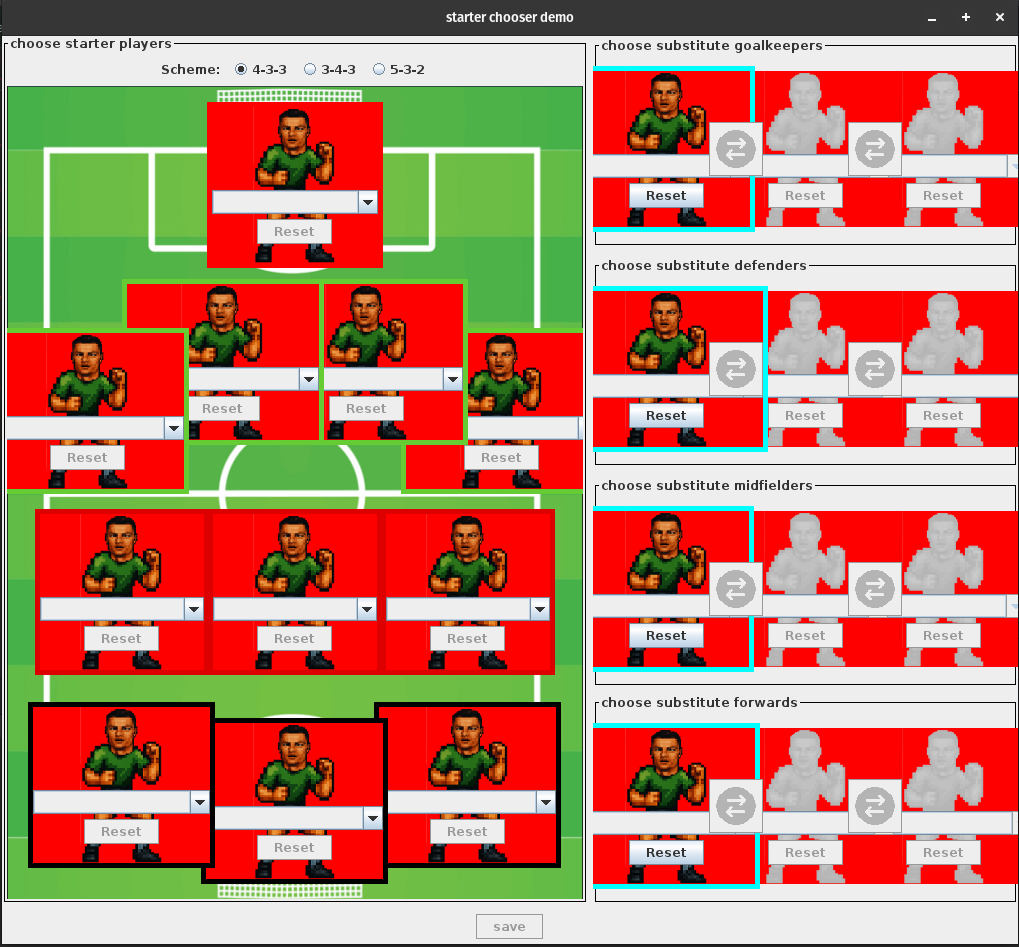 starter chooser demo
choose starter players
Scheme: 4-3-3 3-4-3 5-3-2
Reset
Reset Reset
Reset Reset
Reset Reset Reset
Reset Reset
Reset
choose substitute goalkeepers
Reset Reset Reset
choose substitute defenders
Reset Reset Reset
choose substitute midfielders
Reset Reset Reset
choose substitute forwards
Reset Reset Reset
save